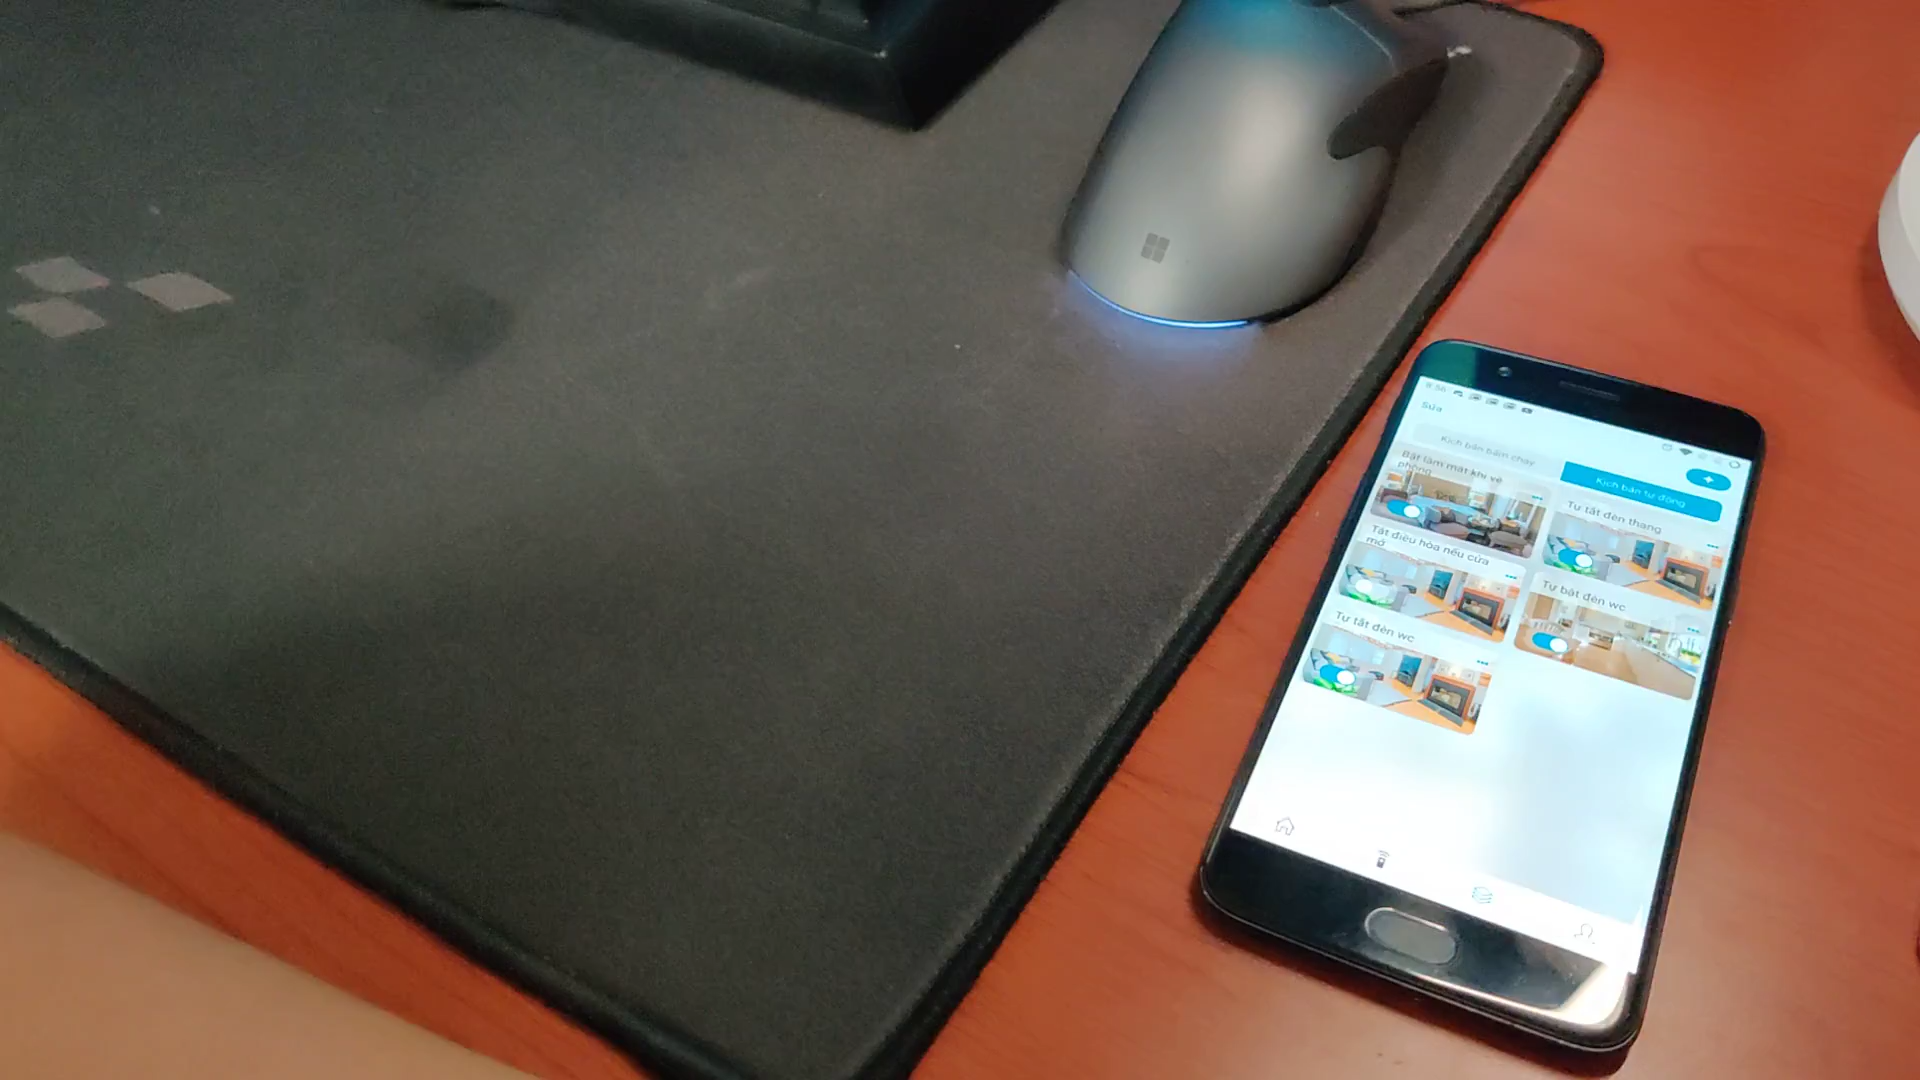 Sửa
Kịch bản bấm chạy
Kịch bản tự động
Bật làm mát khi về
phòng
Tự tắt đèn thang
Tắt điều hòa nếu cửa
mở
Tự bật đèn wc
Tự tắt đèn wc